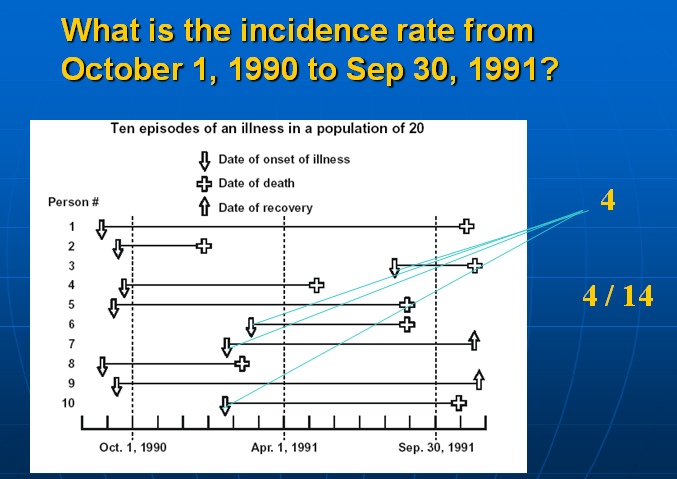 What is the incidence rate from
October 1, 1990 to Sep 30, 1991?
Ten episodes of an illness in a population of 20
Date of onset of illness
Date of death
Date of recovery
Person #
1
2
3
4
5
6
7
8
9
10
Oct. 1, 1990 Apr. 1, 1991 Sep. 30, 1991
4
4 / 14